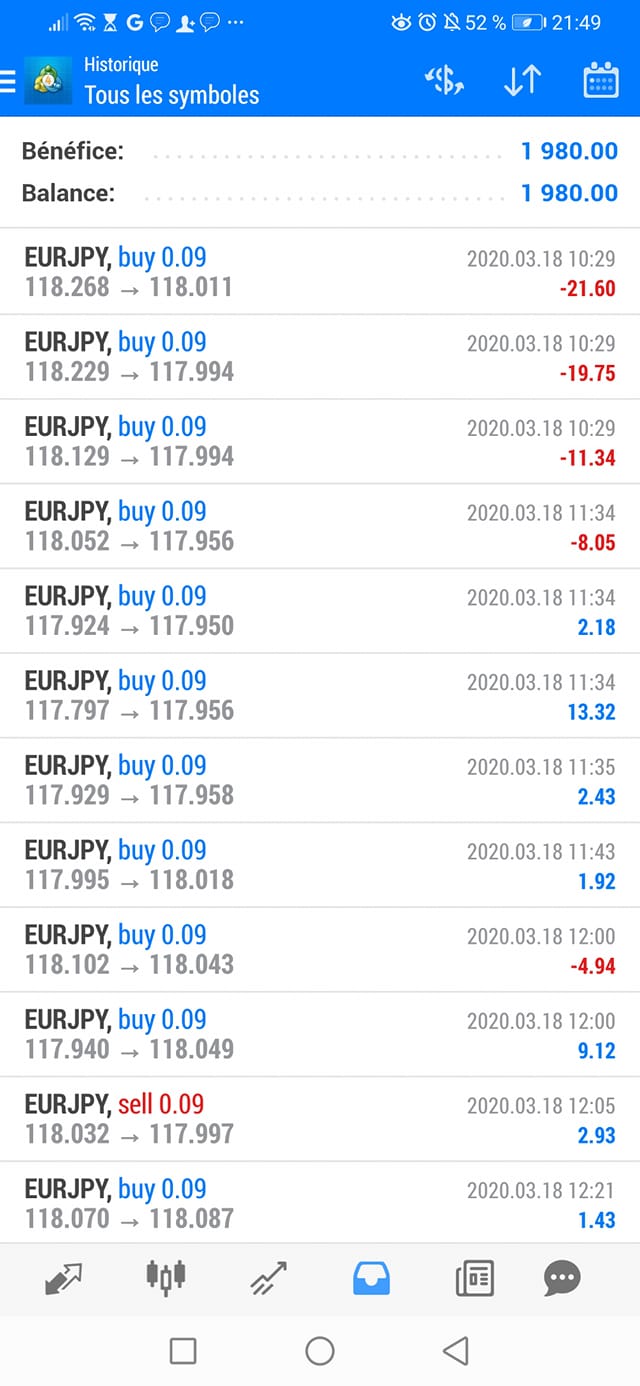 52 % 21:49
Historique
Tous les symboles
Bénéfice: 1 980.00
Balance: 1 980.00
EURJPY, buy 0.09 2020.03.18 10:29
118.268 → 118.011 -21.60
EURJPY, buy 0.09 2020.03.18 10:29
118.229 → 117.994 -19.75
EURJPY, buy 0.09 2020.03.18 10:29
118.129 → 117.994 -11.34
EURJPY, buy 0.09 2020.03.18 11:34
118.052 → 117.956 -8.05
EURJPY, buy 0.09 2020.03.18 11:34
117.924 → 117.950 2.18
EURJPY, buy 0.09 2020.03.18 11:34
117.797 → 117.956 13.32
EURJPY, buy 0.09 2020.03.18 11:35
117.929 → 117.958 2.43
EURJPY, buy 0.09 2020.03.18 11:43
117.995 → 118.018 1.92
EURJPY, buy 0.09 2020.03.18 12:00
118.102 → 118.043 -4.94
EURJPY, buy 0.09 2020.03.18 12:00
117.940 → 118.049 9.12
EURJPY, sell 0.09 2020.03.18 12:05
118.032 → 117.997 2.93
EURJPY, buy 0.09 2020.03.18 12:21
118.070 → 118.087 1.43